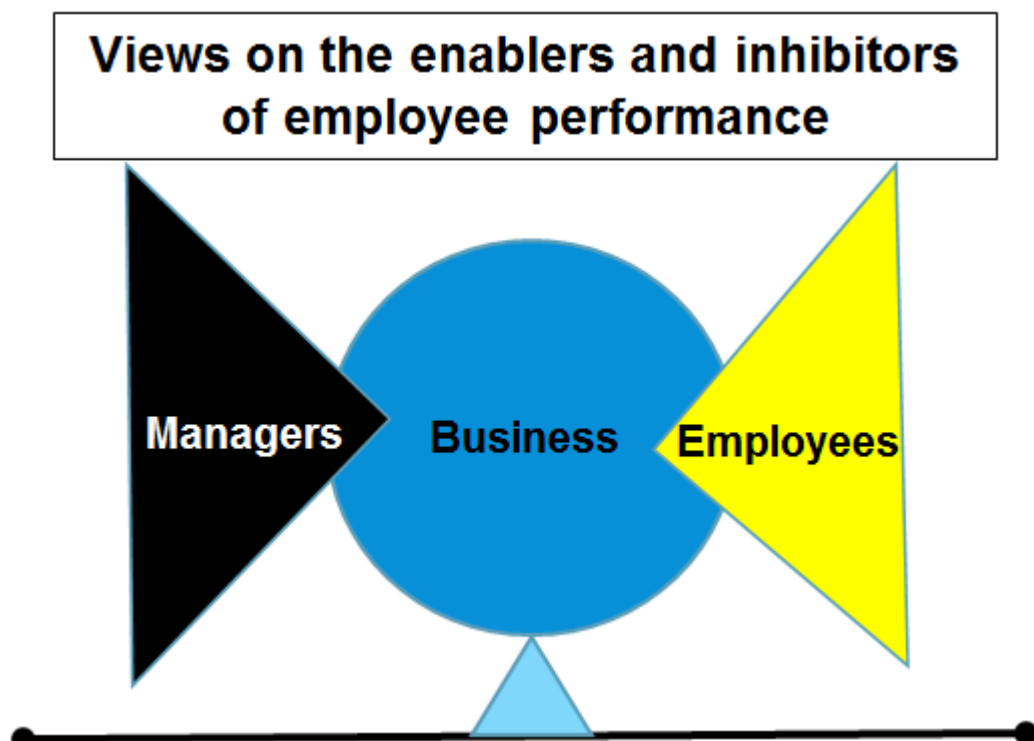 Views on the enablers and inhibitors
of employee performance
Managers
Business
Employees